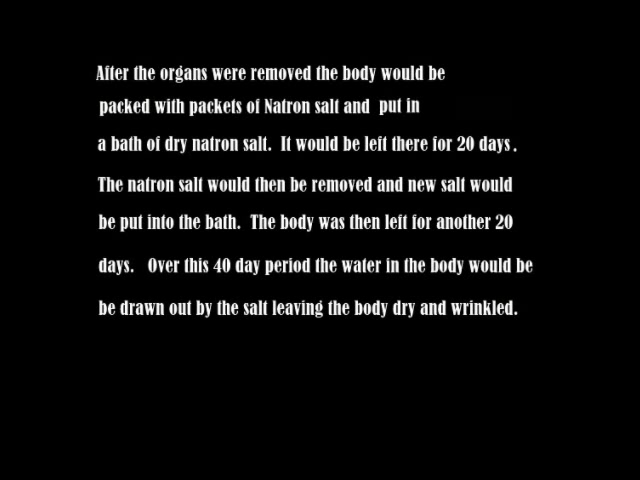 After the organs were removed the body would be
packed with packets of Natron salt and put in
a bath of dry natron salt. It would be left there for 20 days.
The natron salt would then be removed and new salt would
be put into the bath. The body was then left for another 20
days. Over this 40 day period the water in the body would be
be drawn out by the salt leaving the body dry and wrinkled.